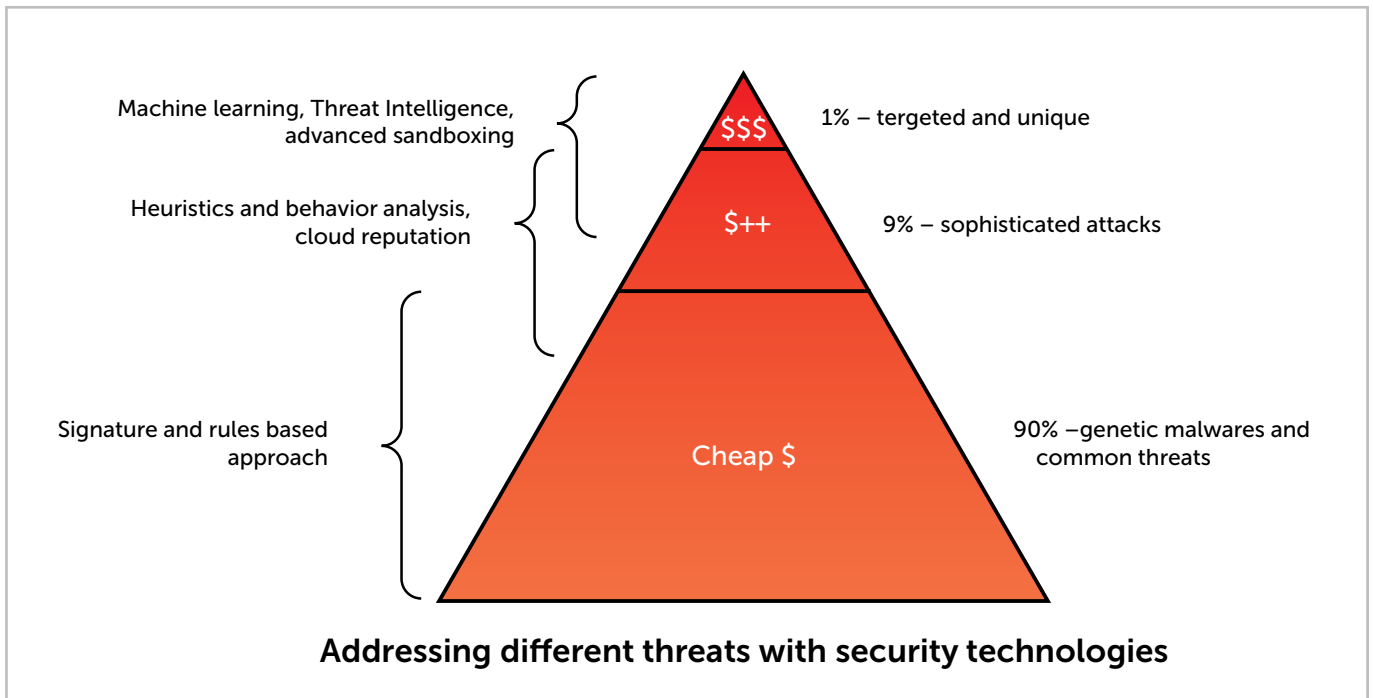 Machine learning, Threat Intelligence,
advanced sandboxing
$$$
1% – tergeted and unique
Heuristics and behavior analysis,
cloud reputation
$++
9% – sophisticated attacks
Signature and rules based
approach
Cheap $
90% –genetic malwares and
common threats
Addressing different threats with security technologies